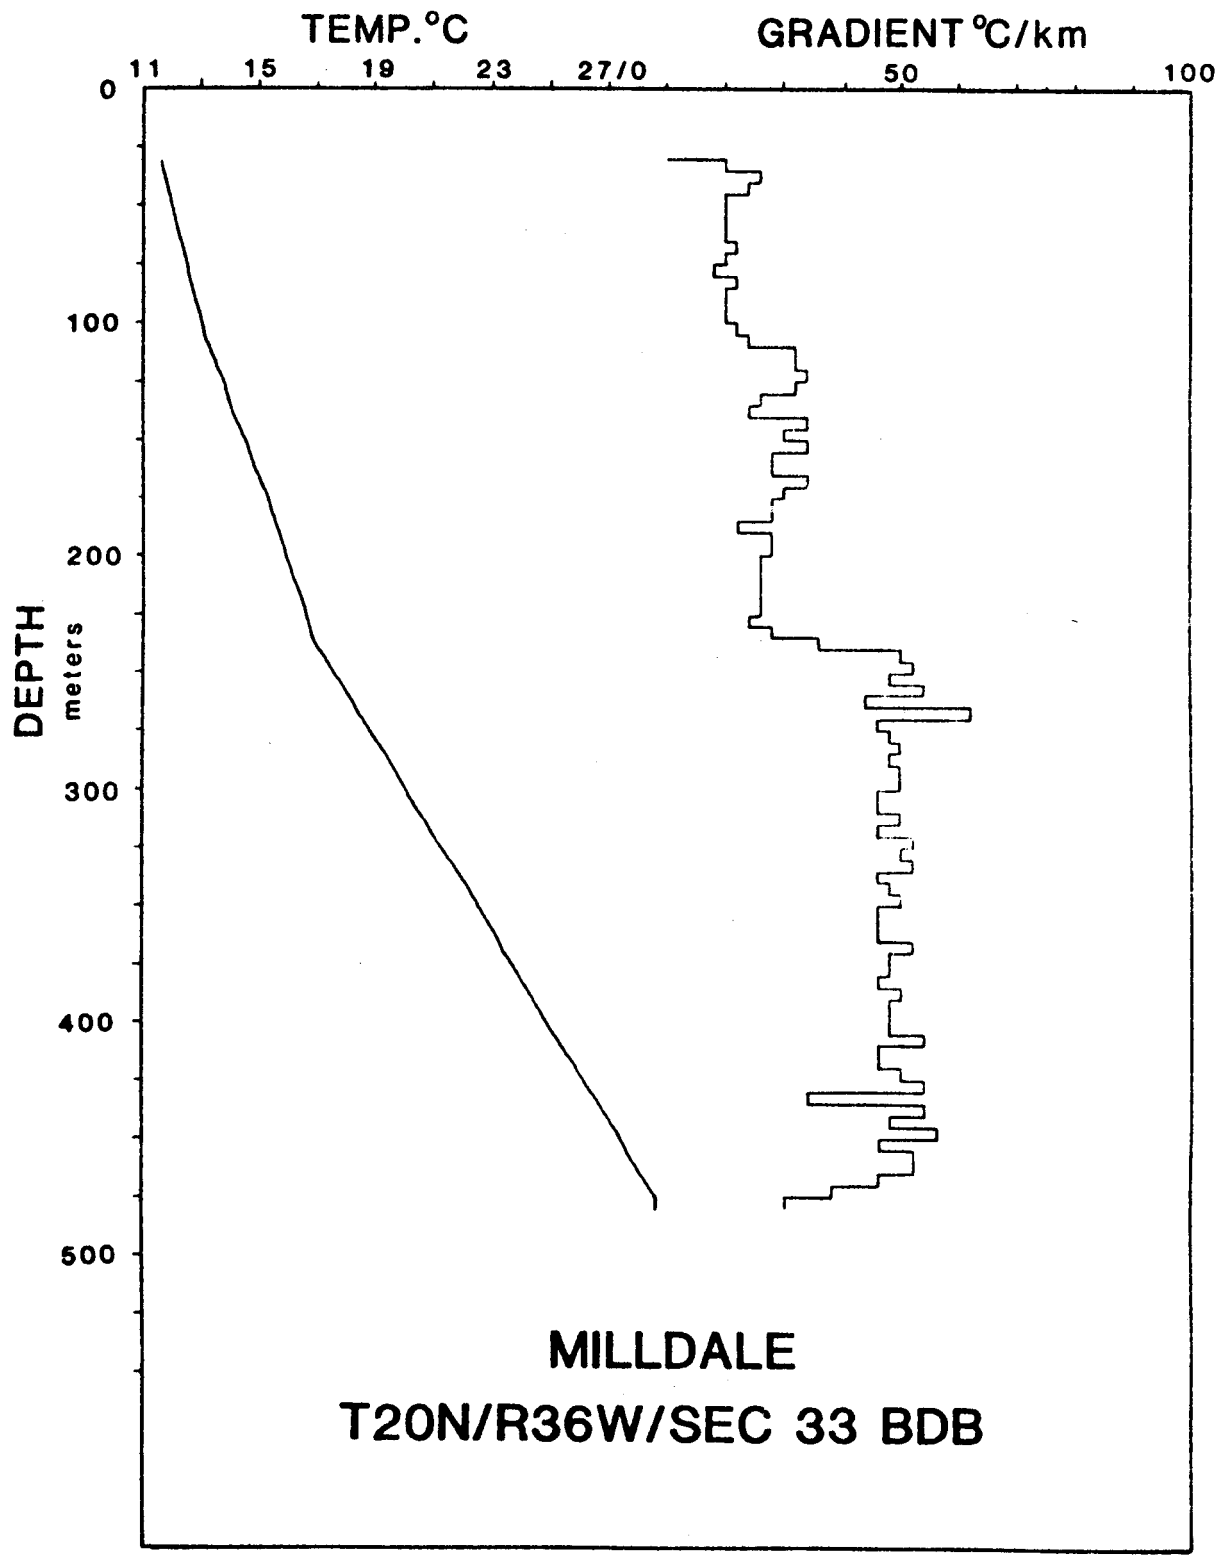 TEMP.°C GRADIENT °C/km
11 15 19 23 27/0 50 100
0
100
200
300
400
500
DEPTH
meters
MILLDALE
T20N/R36W/SEC 33 BDB